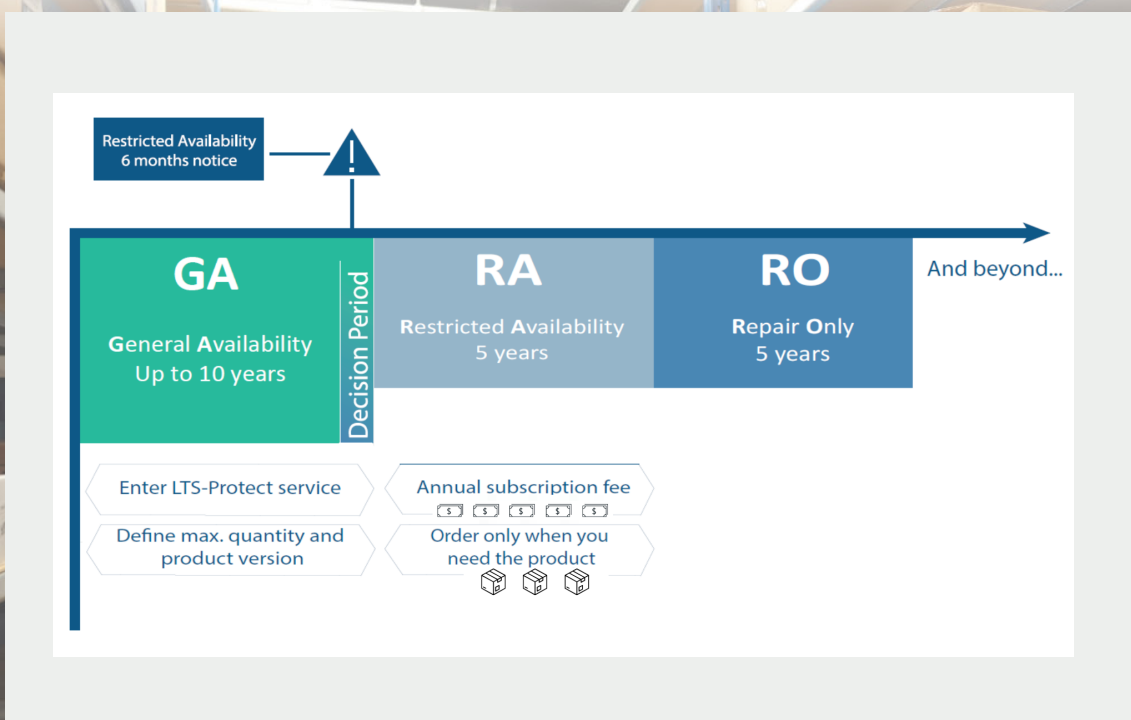 Restricted Availability
6 months notice
!
GA
General Availability
Up to 10 years
Decision Period
RA
Restricted Availability
5 years
RO
Repair Only
5 years
And beyond...
Enter LTS-Protect service
Define max. quantity and
product version
Annual subscription fee
$ $ $ $ $
Order only when you
need the product